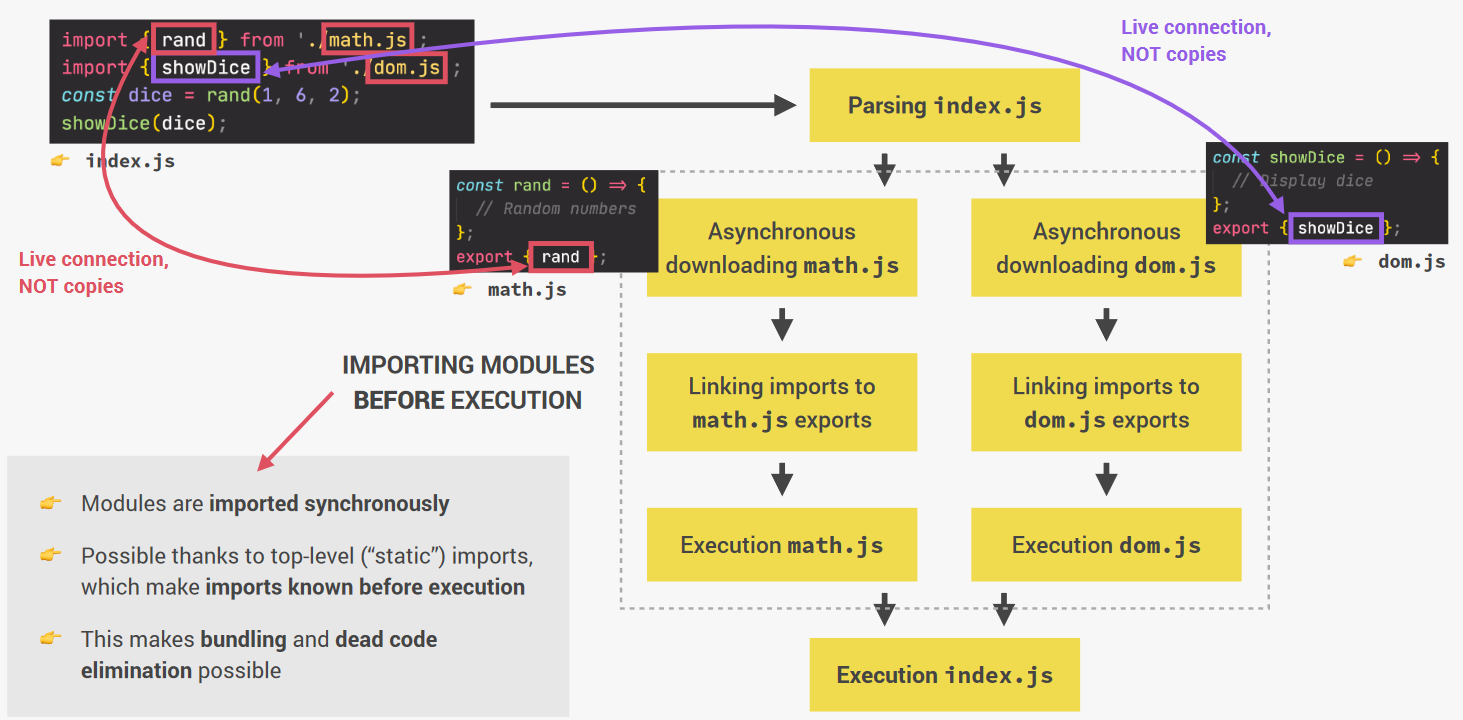 import { rand } from './math.js';
import { showDice } from './dom.js';
const dice = rand(1, 6, 2);
showDice(dice);
👉 index.js
Live connection,
NOT copies
Parsing index.js
const rand = () => {
// Random numbers
};
export { rand };
👉 math.js
const showDice = () => {
// Display dice
};
export { showDice };
👉 dom.js
Live connection,
NOT copies
Asynchronous
downloading math.js
Asynchronous
downloading dom.js
Linking imports to
math.js exports
Linking imports to
dom.js exports
Execution math.js
Execution dom.js
Execution index.js
IMPORTING MODULES
BEFORE EXECUTION
👉 Modules are imported synchronously
👉 Possible thanks to top-level (“static”) imports,
which make imports known before execution
👉 This makes bundling and dead code
elimination possible